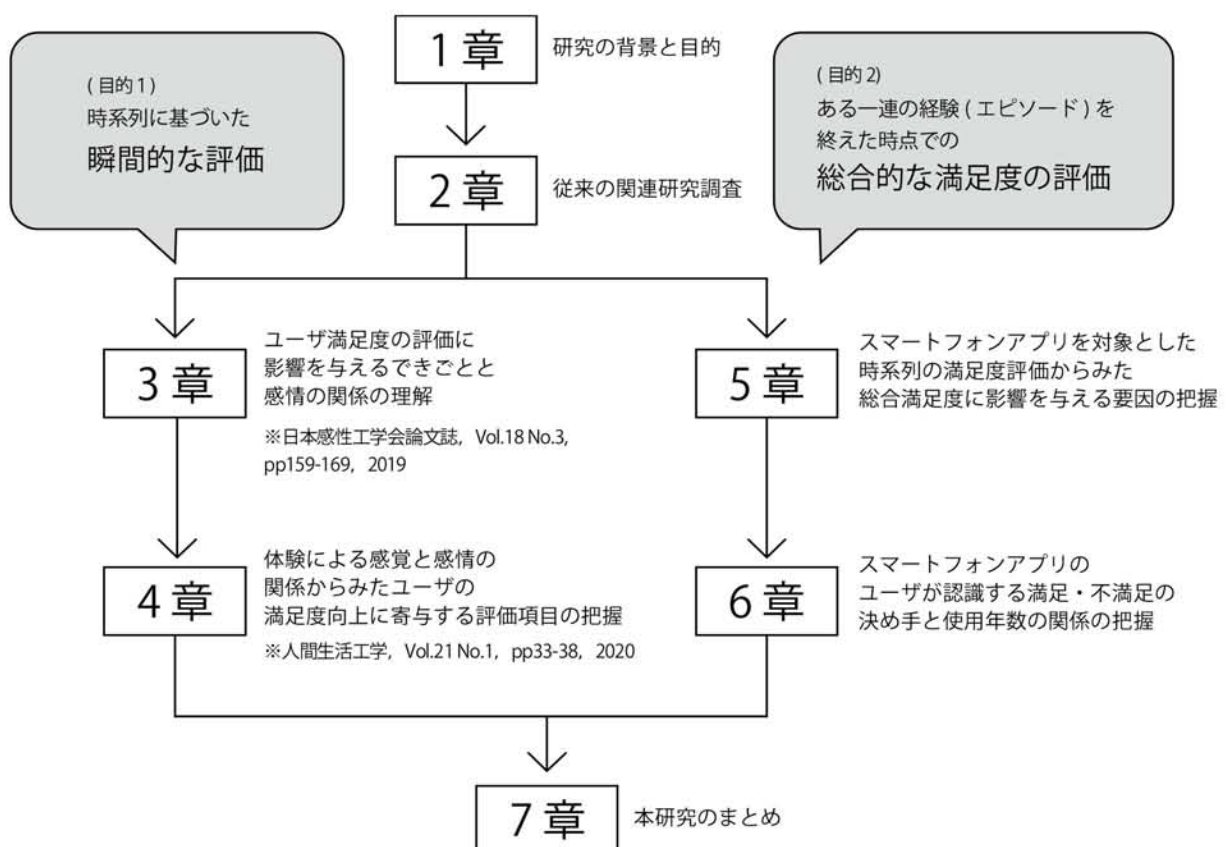 1 章
研究の背景と目的
(目的 1)
時系列に基づいた
瞬間的な評価
(目的 2)
ある一連の経験 (エピソード) を
終えた時点での
総合的な満足度の評価
2 章
従来の関連研究調査
3 章
ユーザ満足度の評価に
影響を与えるできごとと
感情の関係の理解
※日本感性工学会論文誌, Vol.18 No.3,
pp159-169, 2019
5 章
スマートフォンアプリを対象とした
時系列の満足度評価からみた
総合満足度に影響を与える要因の把握
4 章
体験による感覚と感情の
関係からみたユーザの
満足度向上に寄与する評価項目の把握
※人間生活工学, Vol.21 No.1, pp33-38, 2020
6 章
スマートフォンアプリの
ユーザが認識する満足・不満足の
決め手と使用年数の関係の把握
7 章
本研究のまとめ